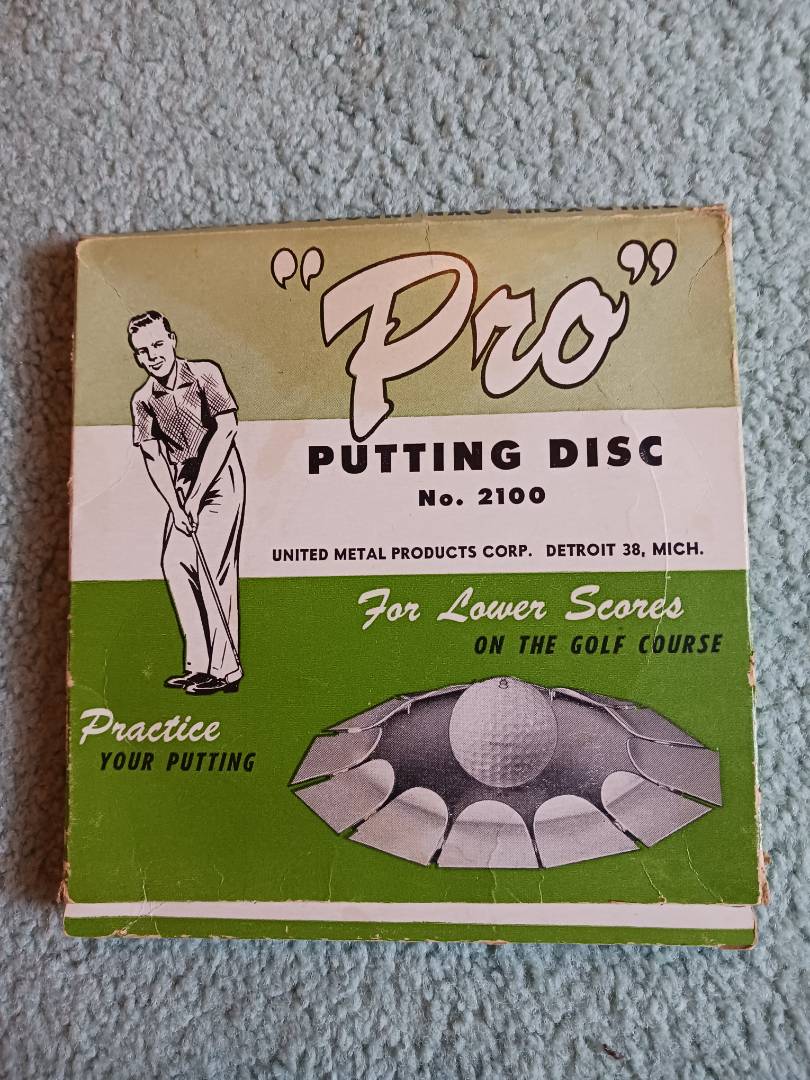 "Pro"
PUTTING DISC
No. 2100
UNITED METAL PRODUCTS CORP. DETROIT 38, MICH.
For Lower Scores
ON THE GOLF COURSE
Practice
YOUR PUTTING